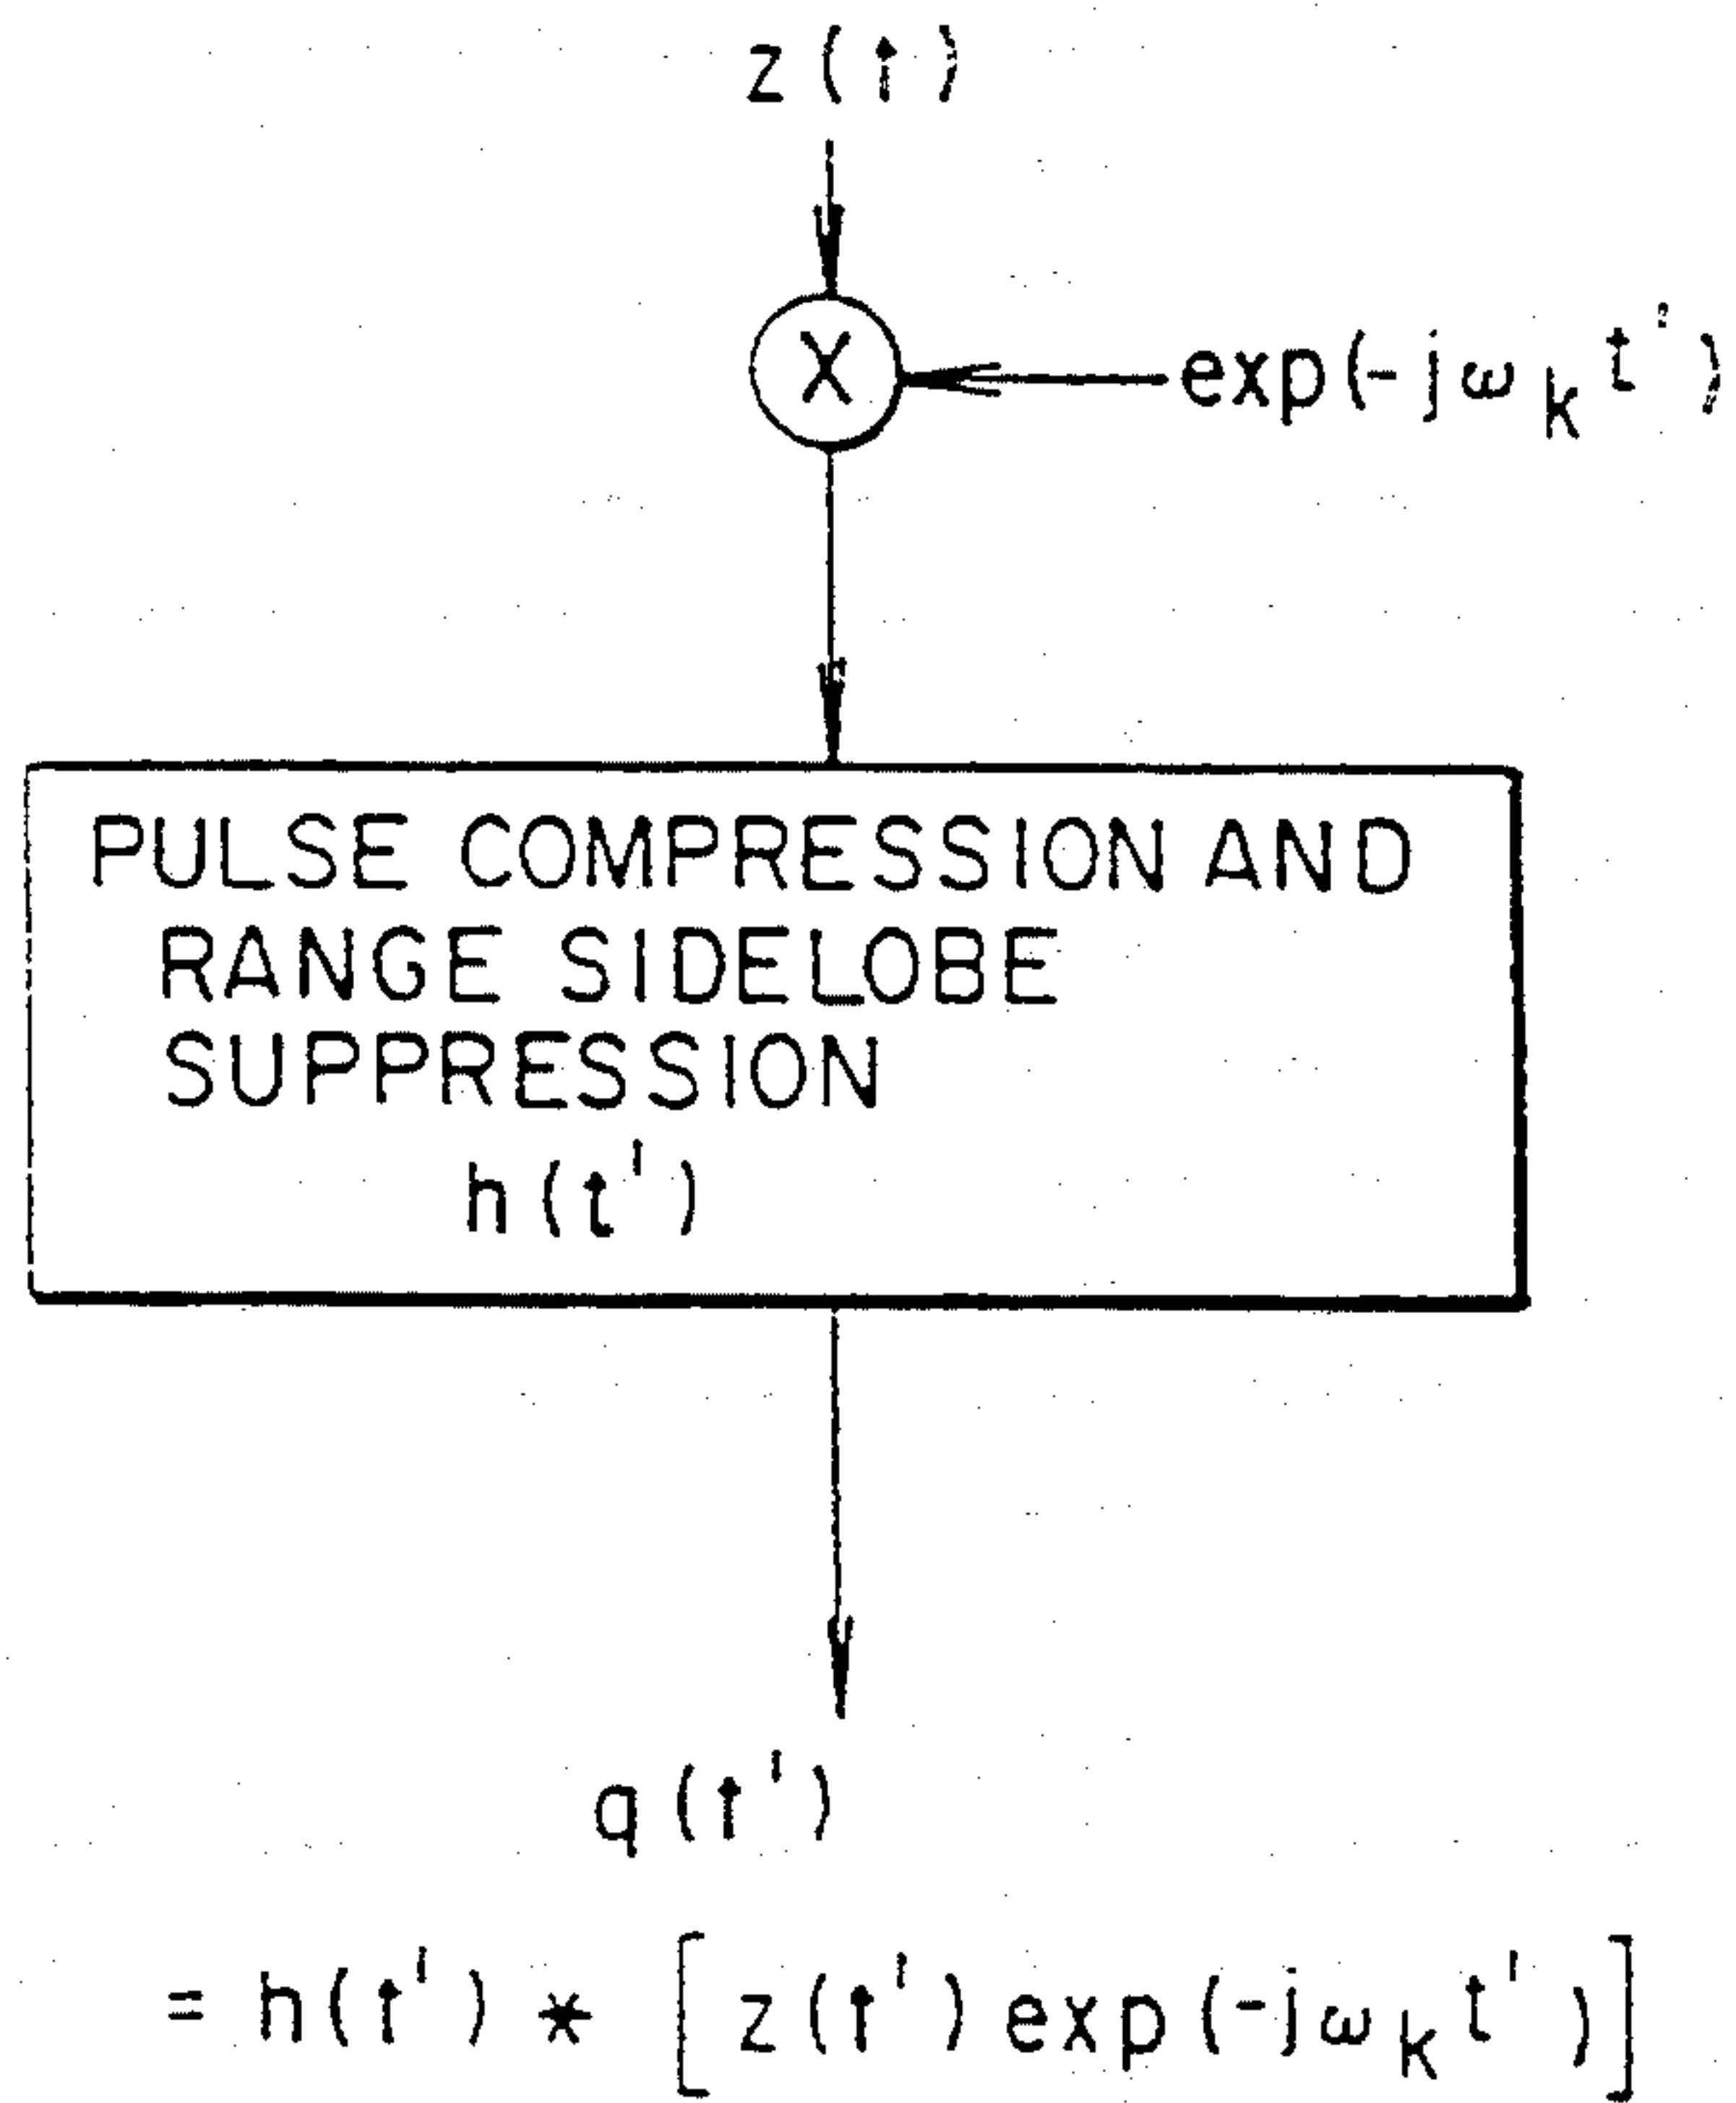 z(t)
X
exp(-jω_k t')
PULSE COMPRESSION AND
RANGE SIDELOBE
SUPPRESSION
h(t')
q(t')
= h(t') * [z(t') exp(-jω_k t')]